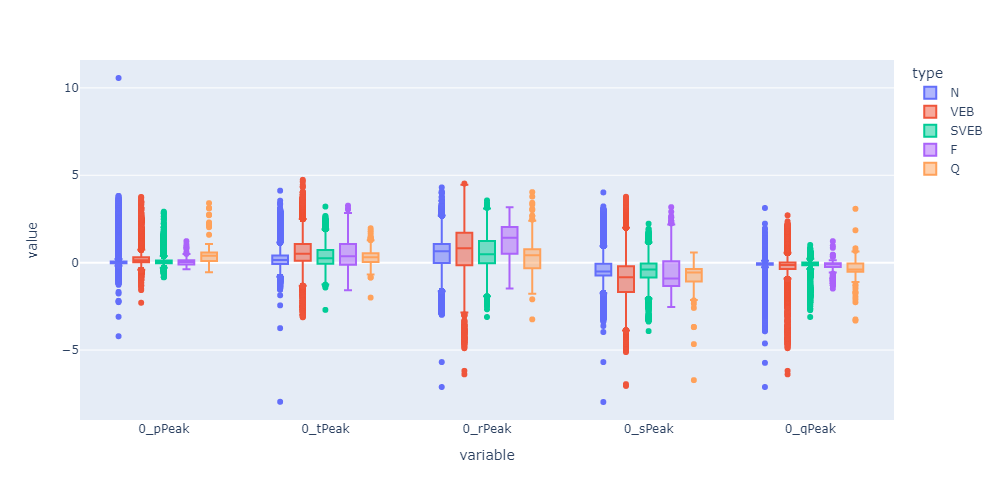 type
N
VEB
SVEB
F
Q
value
10
5
0
−5
0_pPeak
0_tPeak
0_rPeak
0_sPeak
0_qPeak
variable